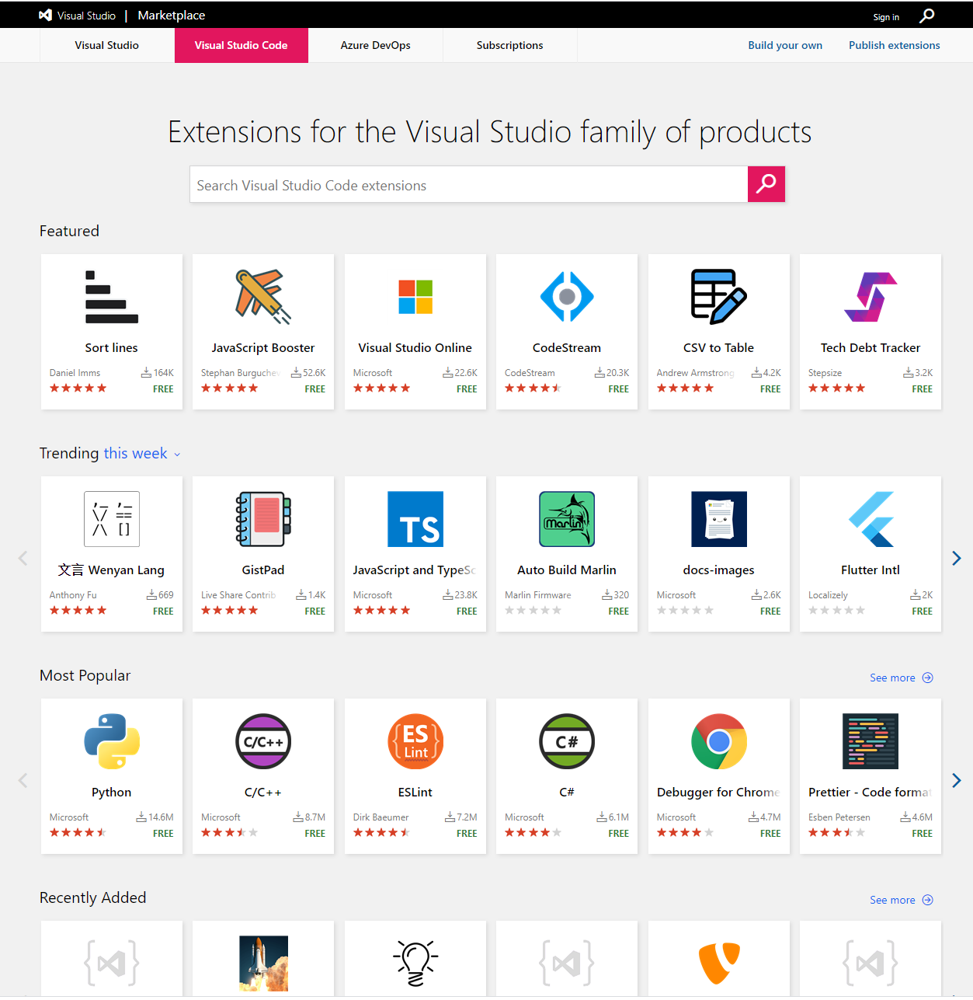 Visual Studio | Marketplace
Sign in
Visual Studio
Visual Studio Code
Azure DevOps
Subscriptions
Build your own
Publish extensions
Extensions for the Visual Studio family of products
Search Visual Studio Code extensions
Featured
Sort lines
Daniel Imms 164K
FREE
JavaScript Booster
Stephan Burguchev 52.6K
FREE
Visual Studio Online
Microsoft 22.6K
FREE
CodeStream
CodeStream 20.3K
FREE
CSV to Table
Andrew Armstrong 4.2K
FREE
Tech Debt Tracker
Stepsize 3.2K
FREE
Trending this week
文言 Wenyan Lang
Anthony Fu 669
FREE
GistPad
Live Share Contrib 1.4K
FREE
TS
JavaScript and TypeSc
Microsoft 23.8K
FREE
Marlin
Auto Build Marlin
Marlin Firmware 320
FREE
docs-images
Microsoft 2.6K
FREE
Flutter Intl
Localizely 2K
FREE
Most Popular
See more
Python
Microsoft 14.6M
FREE
C/C++
C/C++
Microsoft 8.7M
FREE
ES
Lint
ESLint
Dirk Baeumer 7.2M
FREE
C#
C#
Microsoft 6.1M
FREE
Debugger for Chrome
Microsoft 4.7M
FREE
Prettier - Code format
Esben Petersen 4.6M
FREE
Recently Added
See more